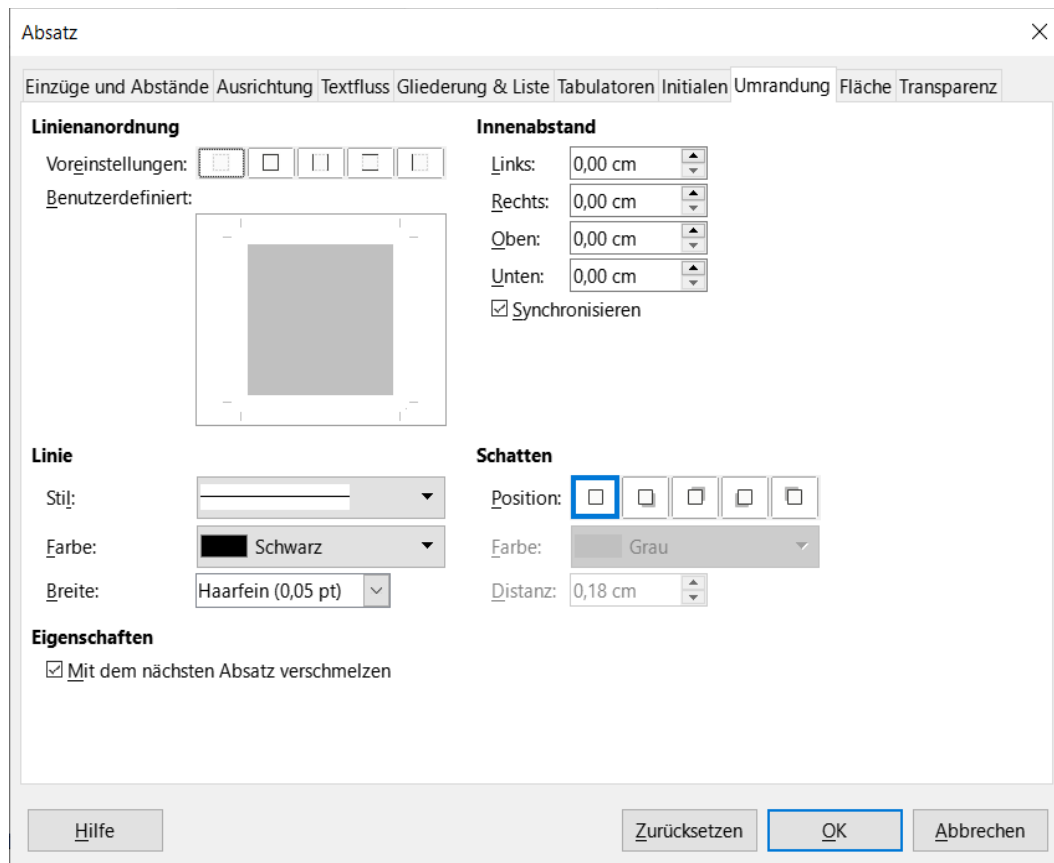 Absatz
Einzüge und Abstände Ausrichtung Textfluss Gliederung & Liste Tabulatoren Initialen Umrandung Fläche Transparenz
Linienanordnung
Voreinstellungen:
Benutzerdefiniert:
Innenabstand
Links: 0,00 cm
Rechts: 0,00 cm
Oben: 0,00 cm
Unten: 0,00 cm
Synchronisieren
Linie
Stil:
Farbe: Schwarz
Breite: Haarfein (0,05 pt)
Schatten
Position:
Farbe: Grau
Distanz: 0,18 cm
Eigenschaften
Mit dem nächsten Absatz verschmelzen
Hilfe Zurücksetzen OK Abbrechen